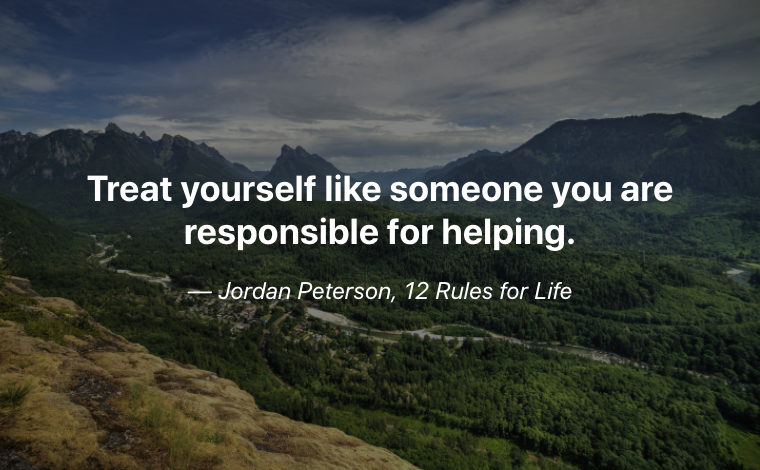 Treat yourself like someone you are
responsible for helping.
— Jordan Peterson, 12 Rules for Life